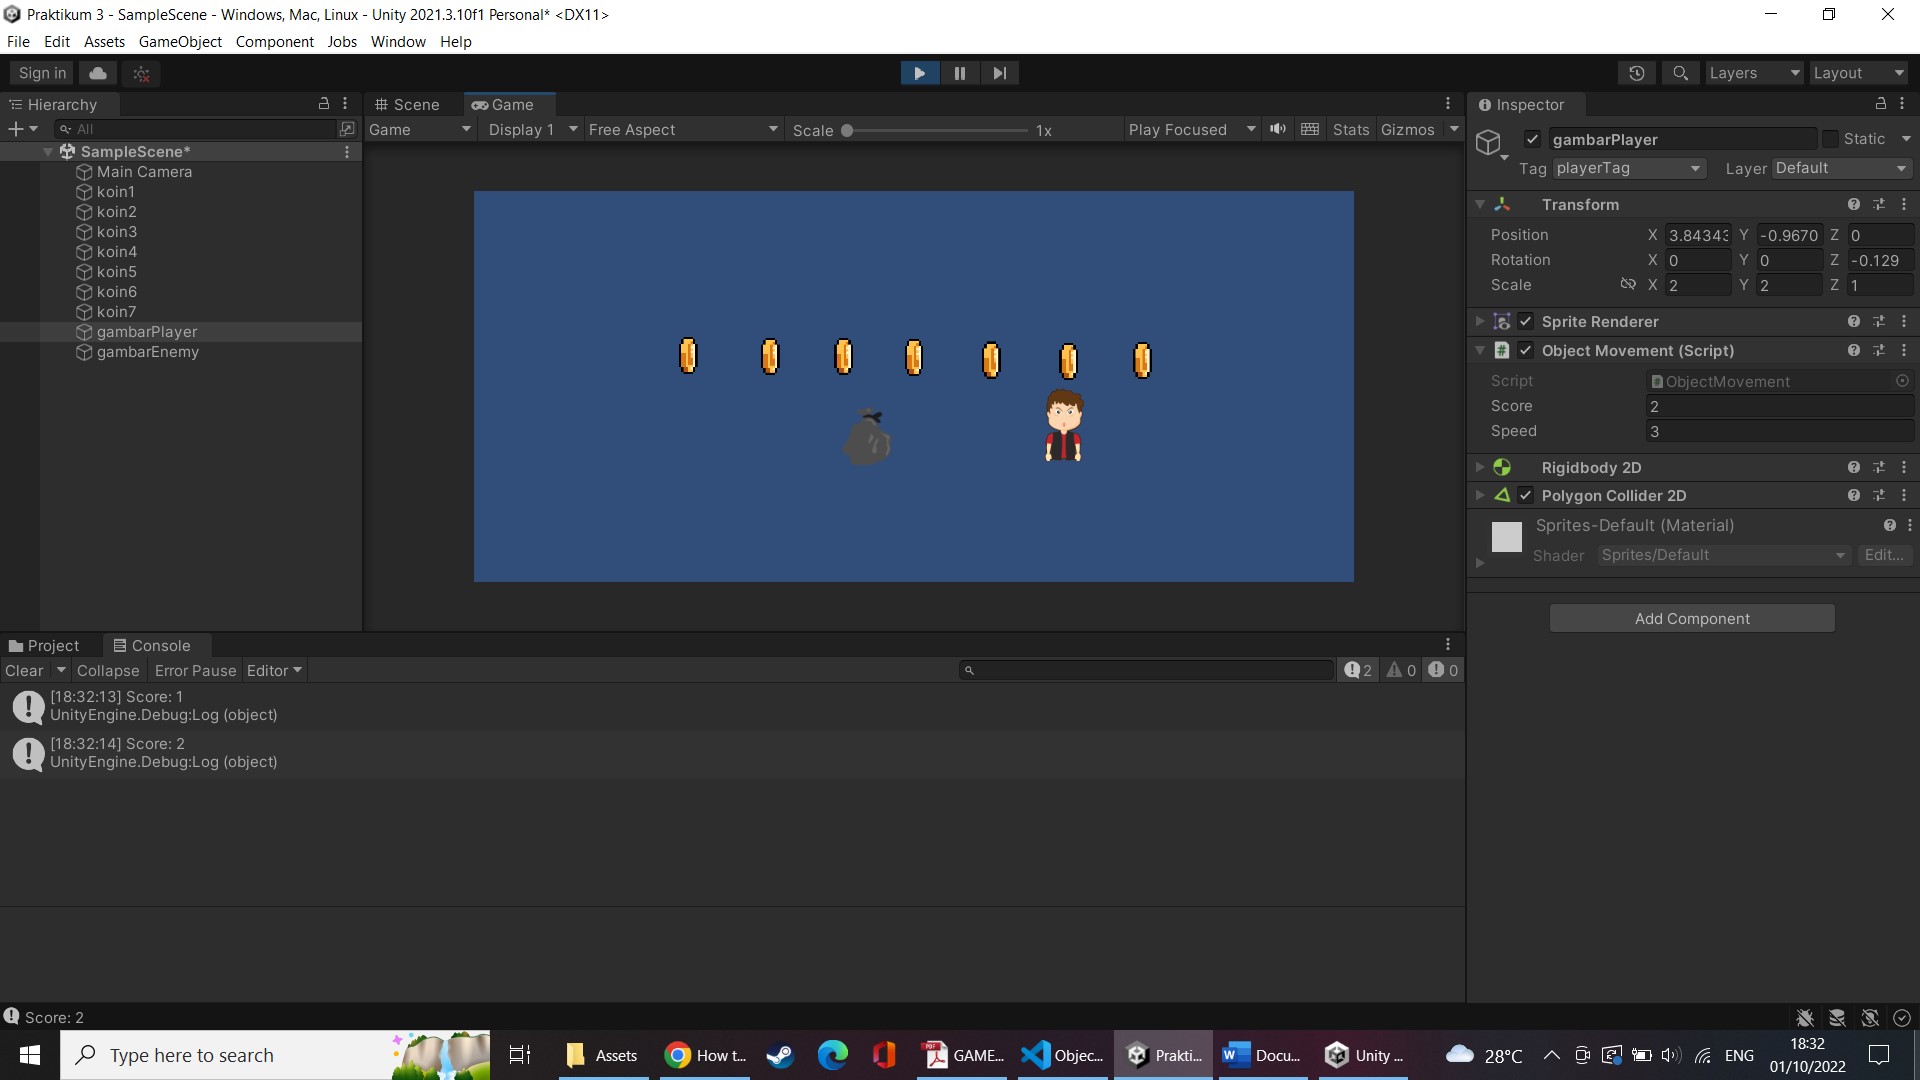 Praktikum 3 - SampleScene - Windows, Mac, Linux - Unity 2021.3.10f1 Personal* <DX11>
File Edit Assets GameObject Component Jobs Window Help
Sign in Layers Layout
Hierarchy
All
SampleScene*
Main Camera
koin1
koin2
koin3
koin4
koin5
koin6
koin7
gambarPlayer
gambarEnemy
Scene Game
Game Display 1 Free Aspect Scale 1x Play Focused Stats Gizmos
Inspector
gambarPlayer Static
Tag playerTag Layer Default
Transform
Position X 3.84343 Y -0.9670 Z 0
Rotation X 0 Y 0 Z -0.129
Scale X 2 Y 2 Z 1
Sprite Renderer
Object Movement (Script)
Script ObjectMovement
Score 2
Speed 3
Rigidbody 2D
Polygon Collider 2D
Sprites-Default (Material)
Shader Sprites/Default Edit...
Add Component
Project Console
Clear Collapse Error Pause Editor 2 0 0
[18:32:13] Score: 1
UnityEngine.Debug:Log (object)
[18:32:14] Score: 2
UnityEngine.Debug:Log (object)
Score: 2
Type here to search Assets How t... GAME... Objec... Prakti... Docu... Unity ... 28°C ENG
18:32
01/10/2022